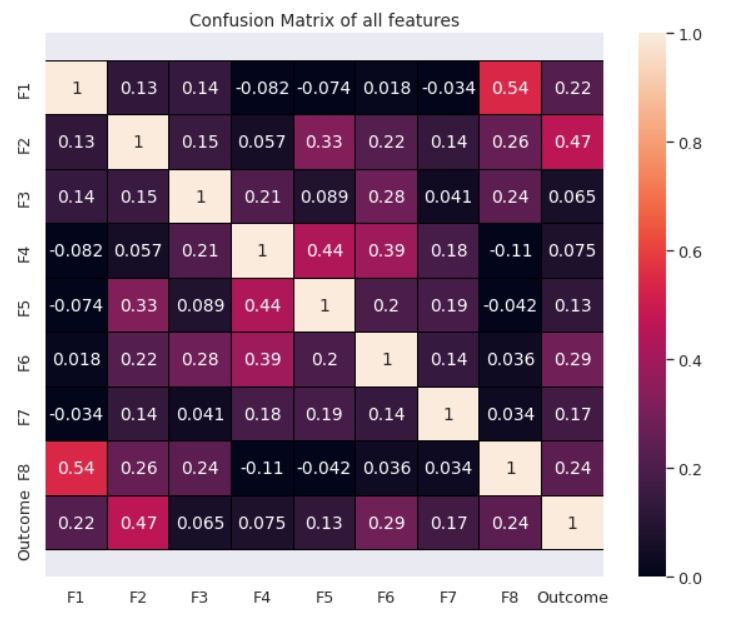 Confusion Matrix of all features
F1 1 0.13 0.14 -0.082 -0.074 0.018 -0.034 0.54 0.22
F2 0.13 1 0.15 0.057 0.33 0.22 0.14 0.26 0.47
F3 0.14 0.15 1 0.21 0.089 0.28 0.041 0.24 0.065
F4 -0.082 0.057 0.21 1 0.44 0.39 0.18 -0.11 0.075
F5 -0.074 0.33 0.089 0.44 1 0.2 0.19 -0.042 0.13
F6 0.018 0.22 0.28 0.39 0.2 1 0.14 0.036 0.29
F7 -0.034 0.14 0.041 0.18 0.19 0.14 1 0.034 0.17
F8 0.54 0.26 0.24 -0.11 -0.042 0.036 0.034 1 0.24
Outcome 0.22 0.47 0.065 0.075 0.13 0.29 0.17 0.24 1
F1 F2 F3 F4 F5 F6 F7 F8 Outcome
1.0
0.8
0.6
0.4
0.2
0.0